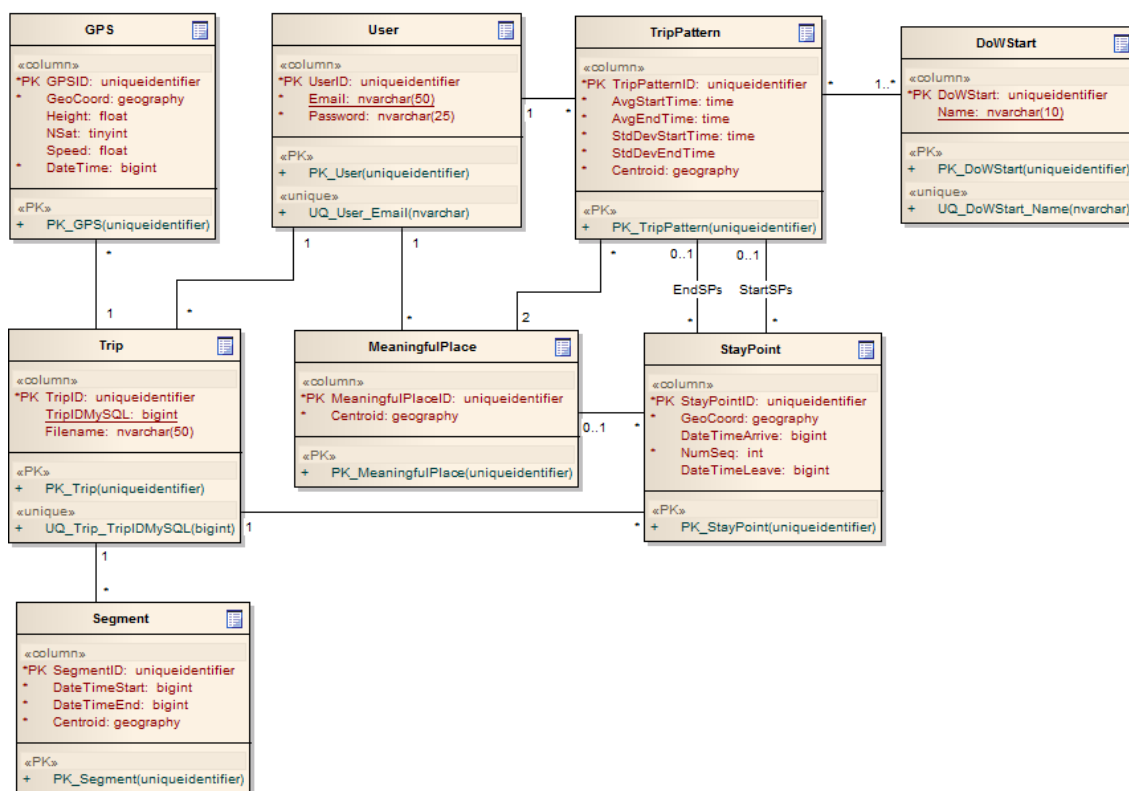 GPS
«column»
*PK GPSID: uniqueidentifier
* GeoCoord: geography
Height: float
NSat: tinyint
Speed: float
* DateTime: bigint
«PK»
+ PK_GPS(uniqueidentifier)
User
«column»
*PK UserID: uniqueidentifier
* Email: nvarchar(50)
* Password: nvarchar(25)
«PK»
+ PK_User(uniqueidentifier)
«unique»
+ UQ_User_Email(nvarchar)
TripPattern
«column»
*PK TripPatternID: uniqueidentifier
* AvgStartTime: time
* AvgEndTime: time
* StdDevStartTime: time
* StdDevEndTime
* Centroid: geography
«PK»
+ PK_TripPattern(uniqueidentifier)
DoWStart
«column»
*PK DoWStart: uniqueidentifier
Name: nvarchar(10)
«PK»
+ PK_DoWStart(uniqueidentifier)
«unique»
+ UQ_DoWStart_Name(nvarchar)
1 *
* 1..*
* 1
1 *
1 *
* 2
0..1 0..1
EndSPs StartSPs
* *
Trip
«column»
*PK TripID: uniqueidentifier
TripIDMySQL: bigint
Filename: nvarchar(50)
«PK»
+ PK_Trip(uniqueidentifier)
«unique»
+ UQ_Trip_TripIDMySQL(bigint)
MeaningfulPlace
«column»
*PK MeaningfulPlaceID: uniqueidentifier
* Centroid: geography
«PK»
+ PK_MeaningfulPlace(uniqueidentifier)
0..1 *
StayPoint
«column»
*PK StayPointID: uniqueidentifier
* GeoCoord: geography
DateTimeArrive: bigint
* NumSeq: int
DateTimeLeave: bigint
«PK»
+ PK_StayPoint(uniqueidentifier)
1 *
1
*
Segment
«column»
*PK SegmentID: uniqueidentifier
* DateTimeStart: bigint
* DateTimeEnd: bigint
* Centroid: geography
«PK»
+ PK_Segment(uniqueidentifier)